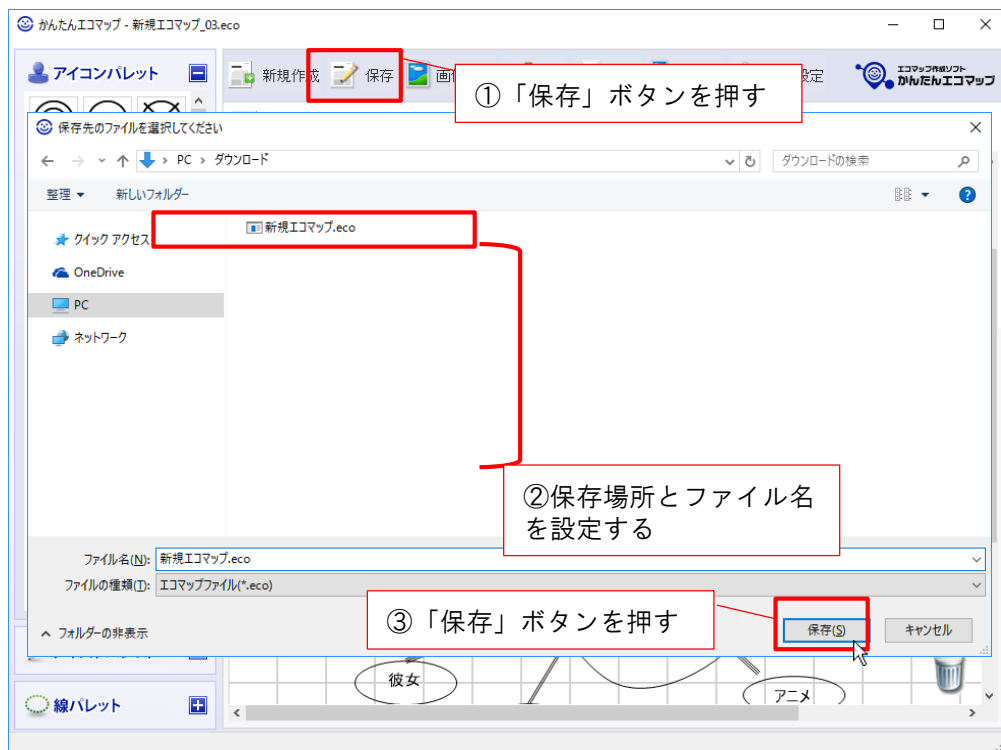 かんたんエコマップ - 新規エコマップ_03.eco
アイコンパレット
新規作成 保存
エコマップ作成ソフト
かんたんエコマップ
①「保存」ボタンを押す
保存先のファイルを選択してください
PC › ダウンロード
ダウンロードの検索
整理 新しいフォルダー
新規エコマップ.eco
クイック アクセス
OneDrive
PC
ネットワーク
②保存場所とファイル名
を設定する
ファイル名(N): 新規エコマップ.eco
ファイルの種類(T): エコマップファイル(*.eco)
③「保存」ボタンを押す
フォルダーの非表示
保存(S) キャンセル
彼女
アニメ
線パレット